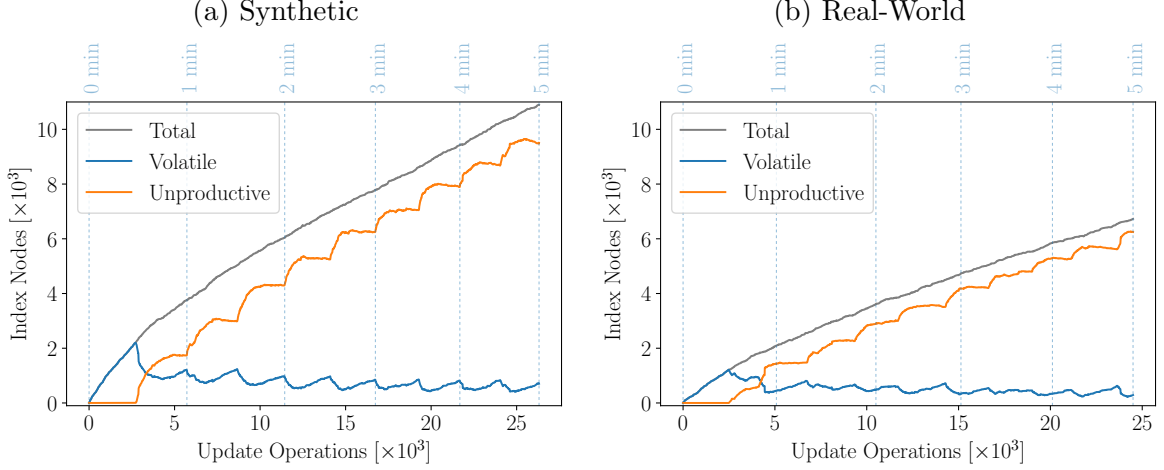 (a) Synthetic
0 min
1 min
2 min
3 min
4 min
5 min
Index Nodes [×10³]
10
8
6
4
2
0
Total
Volatile
Unproductive
0
5
10
15
20
25
Update Operations [×10³]
(b) Real-World
0 min
1 min
2 min
3 min
4 min
5 min
Index Nodes [×10³]
10
8
6
4
2
0
Total
Volatile
Unproductive
0
5
10
15
20
25
Update Operations [×10³]